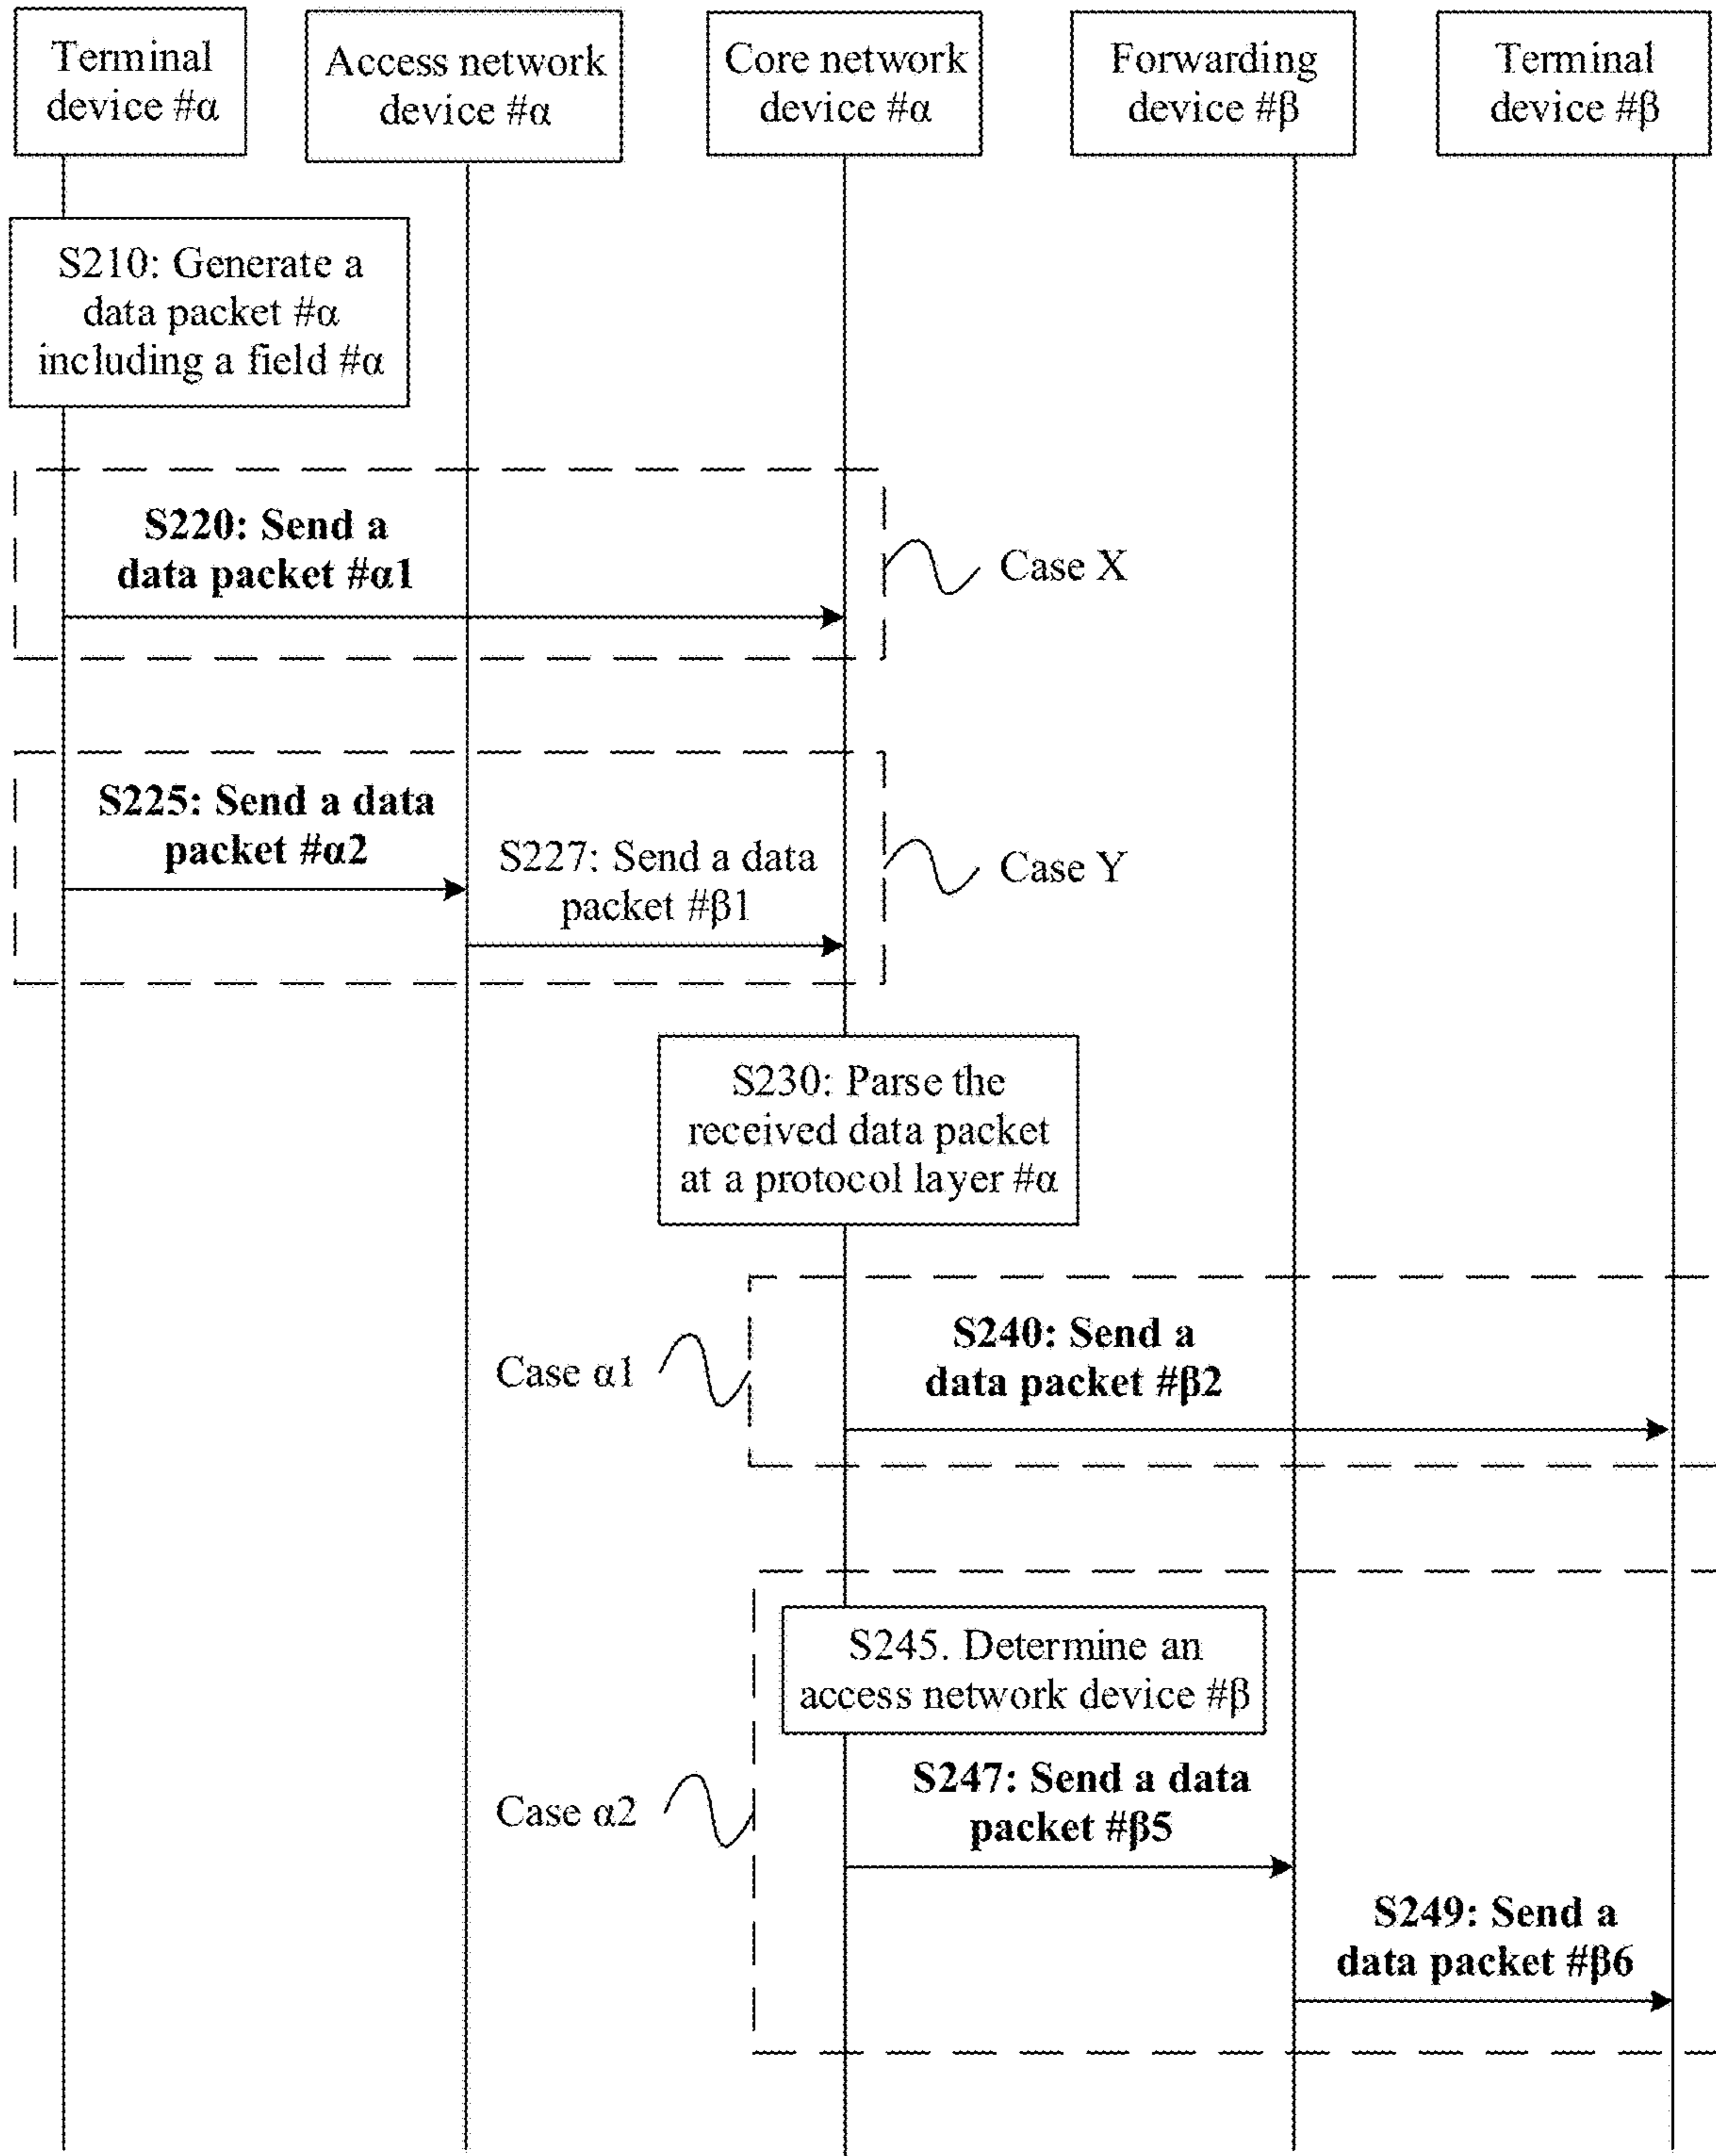 Terminal
device #α
Access network
device #α
Core network
device #α
Forwarding
device #β
Terminal
device #β
S210: Generate a
data packet #α
including a field #α
S220: Send a
data packet #α1
Case X
S225: Send a data
packet #α2
S227: Send a data
packet #β1
Case Y
S230: Parse the
received data packet
at a protocol layer #α
S240: Send a
data packet #β2
Case α1
S245. Determine an
access network device #β
S247: Send a data
packet #β5
Case α2
S249: Send a
data packet #β6